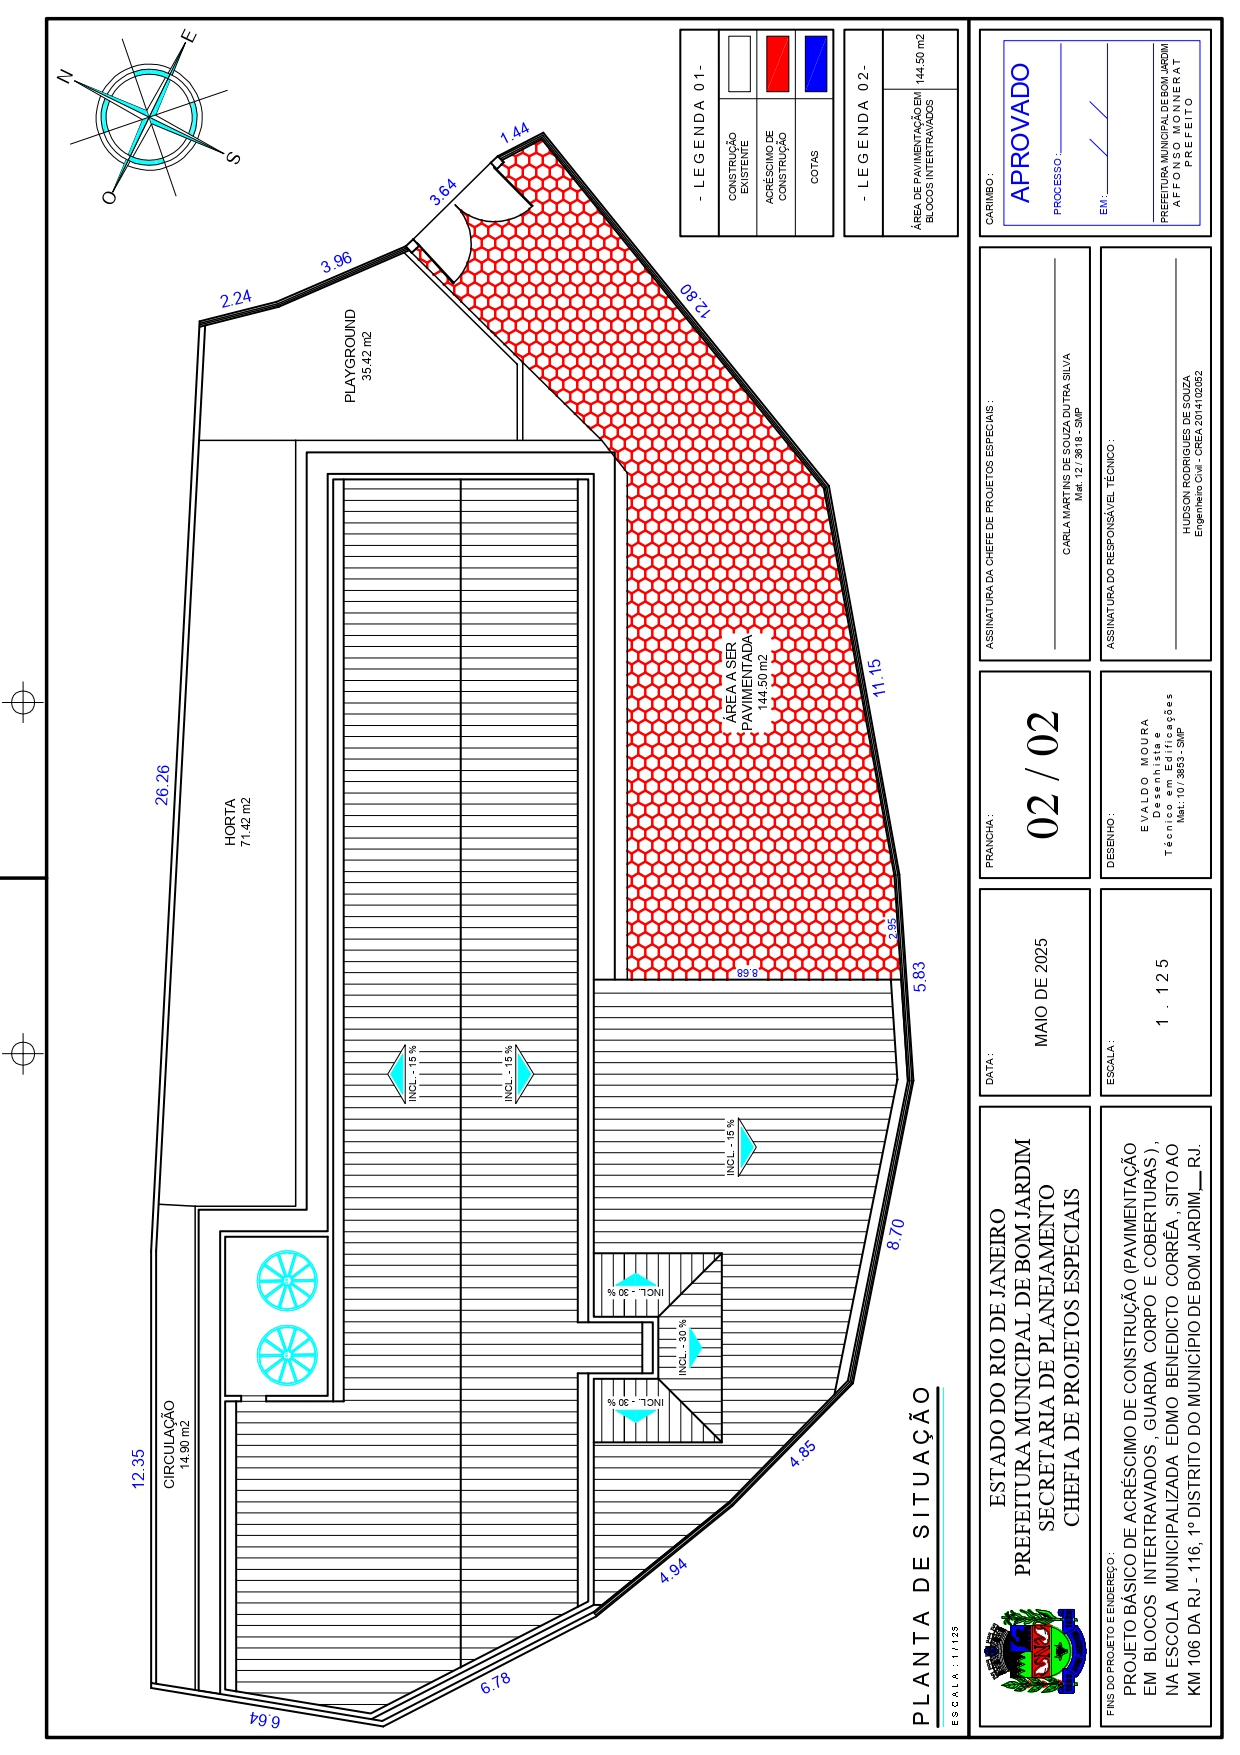 N
E
S
O
1.44
3.64
3.96
2.24
12.80
11.15
2.95
8.68
5.83
8.70
4.85
4.94
6.78
6.64
12.35
26.26
PLAYGROUND
35.42 m2
HORTA
71.42 m2
CIRCULAÇÃO
14.90 m2
ÁREA A SER
PAVIMENTADA
144.50 m2
INCL. - 15 %
INCL. - 15 %
INCL. - 15 %
INCL. - 30 %
INCL. - 30 %
INCL. - 30 %
- LEGENDA 01-
CONSTRUÇÃO
EXISTENTE
ACRÉSCIMO DE
CONSTRUÇÃO
COTAS
- LEGENDA 02-
ÁREA DE PAVIMENTAÇÃO EM
BLOCOS INTERTRAVADOS
144.50 m2
PLANTA DE SITUAÇÃO
ESCALA : 1 / 125
ESTADO DO RIO DE JANEIRO
PREFEITURA MUNICIPAL DE BOM JARDIM
SECRETARIA DE PLANEJAMENTO
CHEFIA DE PROJETOS ESPECIAIS
FINS DO PROJETO E ENDEREÇO :
PROJETO BÁSICO DE ACRÉSCIMO DE CONSTRUÇÃO (PAVIMENTAÇÃO
EM BLOCOS INTERTRAVADOS , GUARDA CORPO E COBERTURAS ) ,
NA ESCOLA MUNICIPALIZADA EDMO BENEDICTO CORRÊA , SITO AO
KM 106 DA RJ - 116, 1º DISTRITO DO MUNICÍPIO DE BOM JARDIM__RJ.
DATA :
MAIO DE 2025
ESCALA :
1 . 125
PRANCHA :
02 / 02
DESENHO :
EVALDO MOURA
Desenhista e
Técnico em Edificações
Mat.: 10 / 3853 - SMP
ASSINATURA DA CHEFE DE PROJETOS ESPECIAIS :
CARLA MARTINS DE SOUZA DUTRA SILVA
Mat. 12 / 3618 - SMP
ASSINATURA DO RESPONSÁVEL TÉCNICO :
HUDSON RODRIGUES DE SOUZA
Engenheiro Civil - CREA 2014102052
CARIMBO :
APROVADO
PROCESSO :
EM : / /
PREFEITURA MUNICIPAL DE BOM JARDIM
AFFONSO MONNERAT
PREFEITO